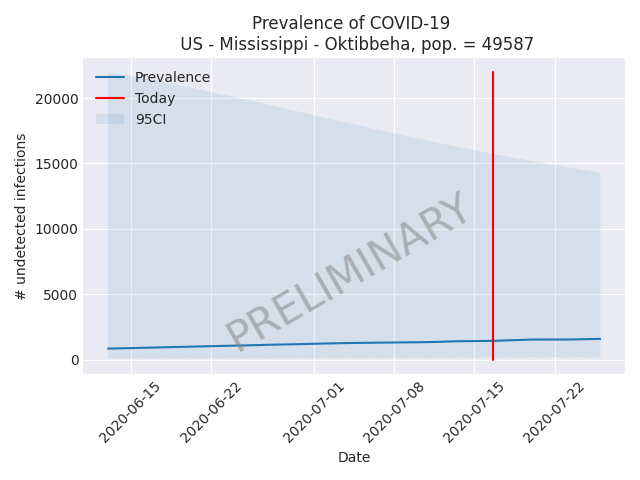 Prevalence of COVID-19
US - Mississippi - Oktibbeha, pop. = 49587
Prevalence
Today
95CI
20000
15000
10000
5000
0
# undetected infections
PRELIMINARY
2020-06-15
2020-06-22
2020-07-01
2020-07-08
2020-07-15
2020-07-22
Date